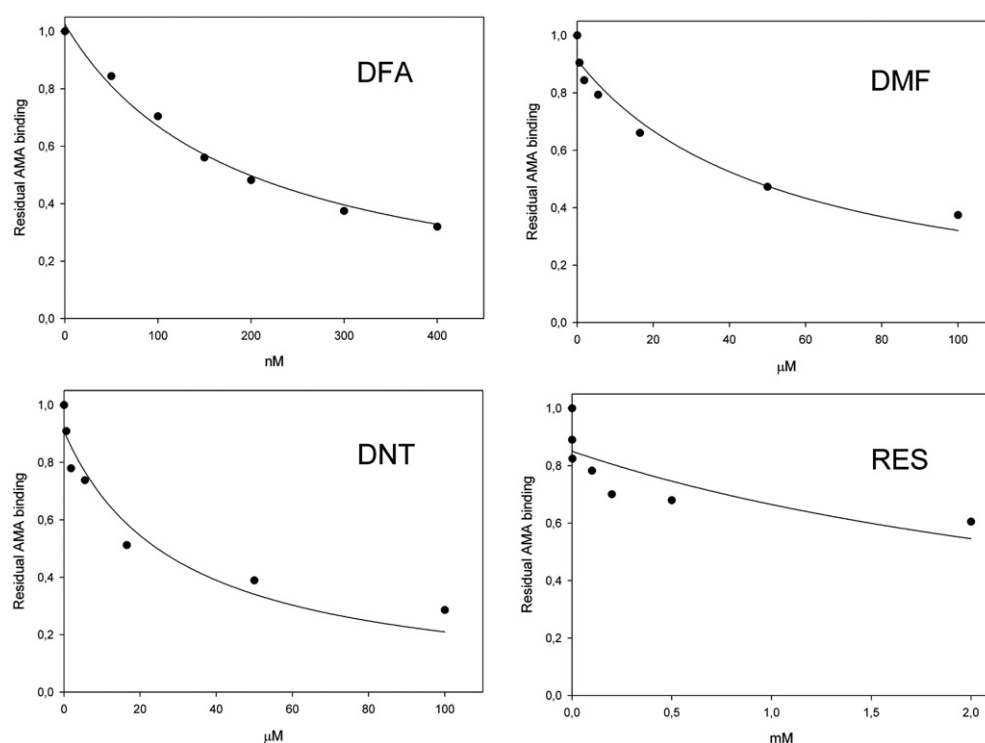 DFA
Residual AMA binding
1,0
0,8
0,6
0,4
0,2
0,0
0 100 200 300 400
nM
DMF
Residual AMA binding
1,0
0,8
0,6
0,4
0,2
0,0
0 20 40 60 80 100
μM
DNT
Residual AMA binding
1,0
0,8
0,6
0,4
0,2
0,0
0 20 40 60 80 100
μM
RES
Residual AMA binding
1,0
0,8
0,6
0,4
0,2
0,0
0,0 0,5 1,0 1,5 2,0
mM